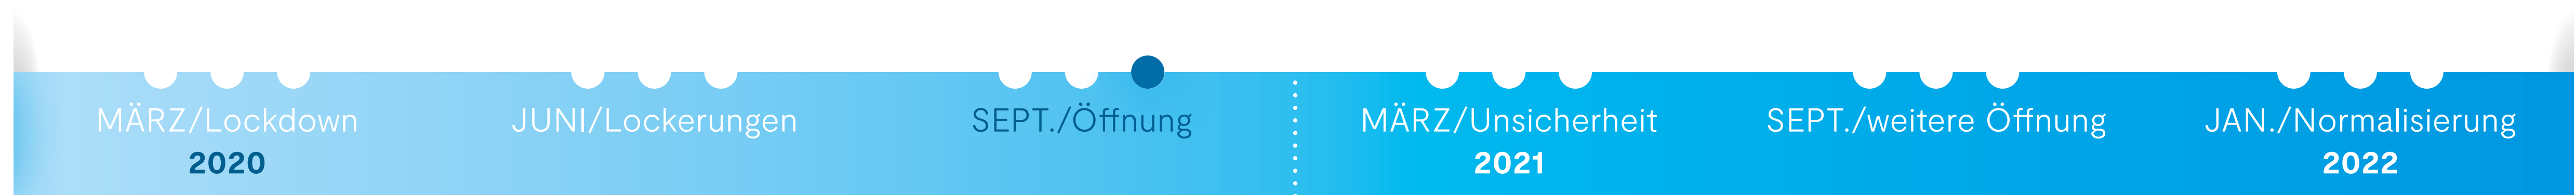 MÄRZ/Lockdown
2020
JUNI/Lockerungen
SEPT./Öffnung
MÄRZ/Unsicherheit
2021
SEPT./weitere Öffnung
JAN./Normalisierung
2022